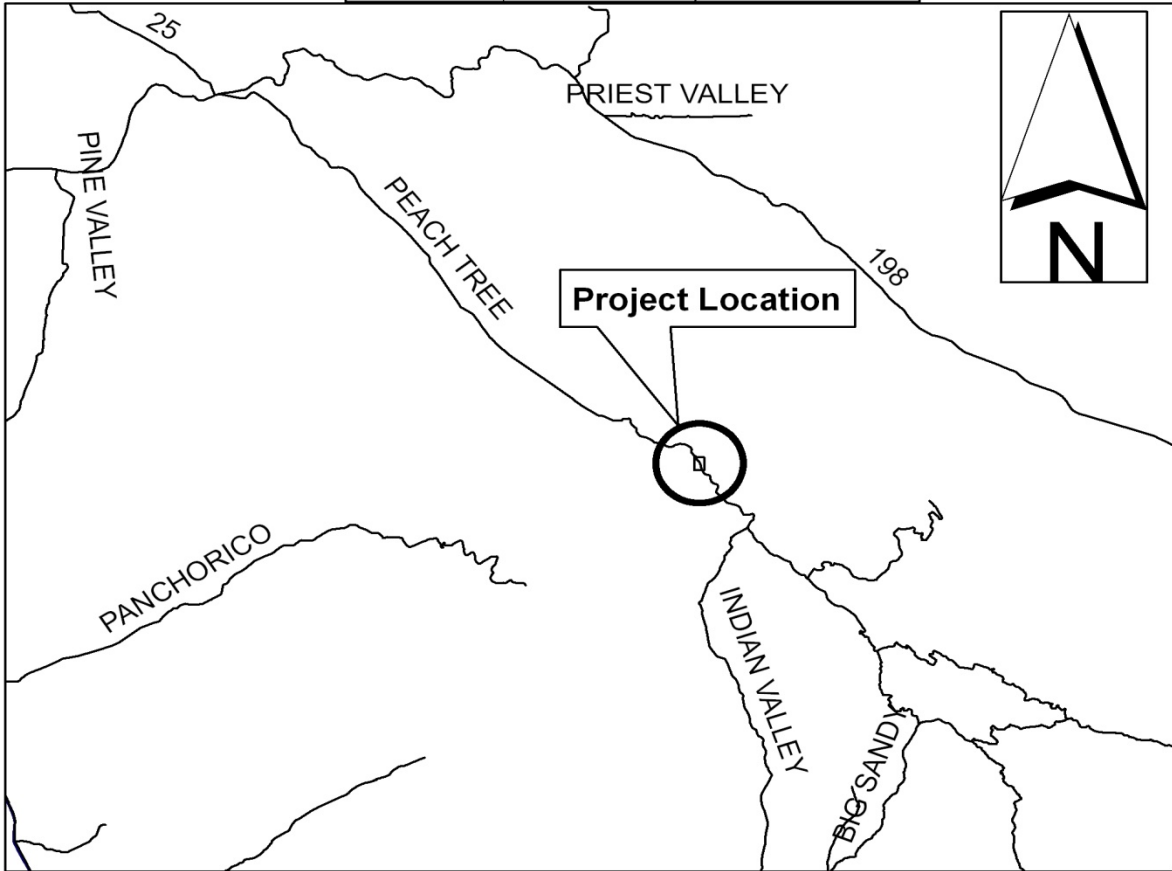 25
PRIEST VALLEY
PINE VALLEY
PEACH TREE
198
N
Project Location
PANCHORICO
INDIAN VALLEY
BIG SANDY